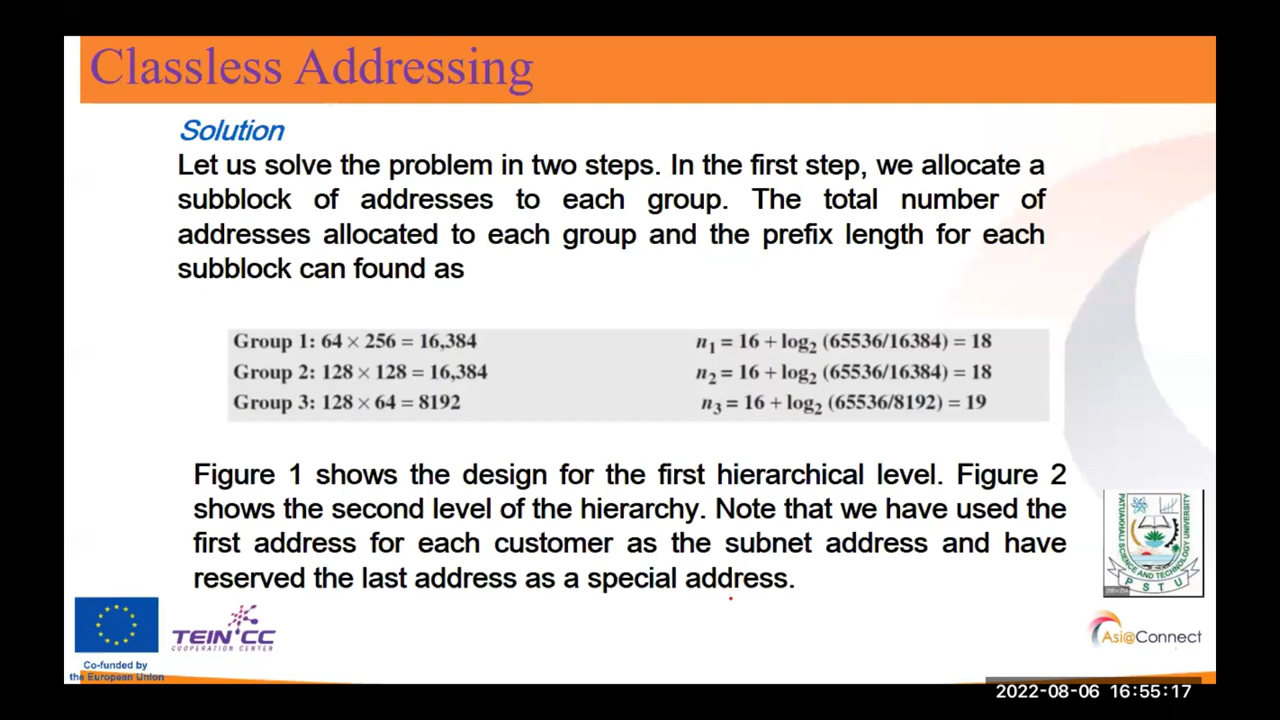 Classless Addressing
Solution
Let us solve the problem in two steps. In the first step, we allocate a
subblock of addresses to each group. The total number of
addresses allocated to each group and the prefix length for each
subblock can found as
Group 1: 64 × 256 = 16,384
n₁ = 16 + log₂ (65536/16384) = 18
Group 2: 128 × 128 = 16,384
n₂ = 16 + log₂ (65536/16384) = 18
Group 3: 128 × 64 = 8192
n₃ = 16 + log₂ (65536/8192) = 19
Figure 1 shows the design for the first hierarchical level. Figure 2
shows the second level of the hierarchy. Note that we have used the
first address for each customer as the subnet address and have
reserved the last address as a special address.
PATUAKHALI SCIENCE AND TECHNOLOGY UNIVERSITY
PSTU
TEIN*CC
COOPERATION CENTER
Asi@Connect
Co-funded by
the European Union
2022-08-06 16:55:17